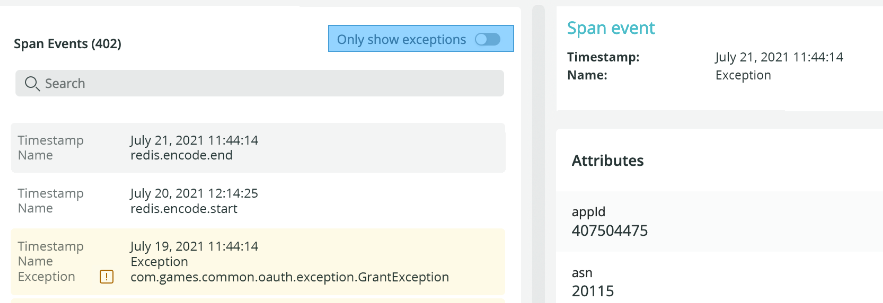 Span Events (402)
Only show exceptions
Search
Timestamp July 21, 2021 11:44:14
Name redis.encode.end
Timestamp July 20, 2021 12:14:25
Name redis.encode.start
Timestamp July 19, 2021 11:44:14
Name Exception
Exception com.games.common.oauth.exception.GrantException
Span event
Timestamp: July 21, 2021 11:44:14
Name: Exception
Attributes
appId
407504475
asn
20115